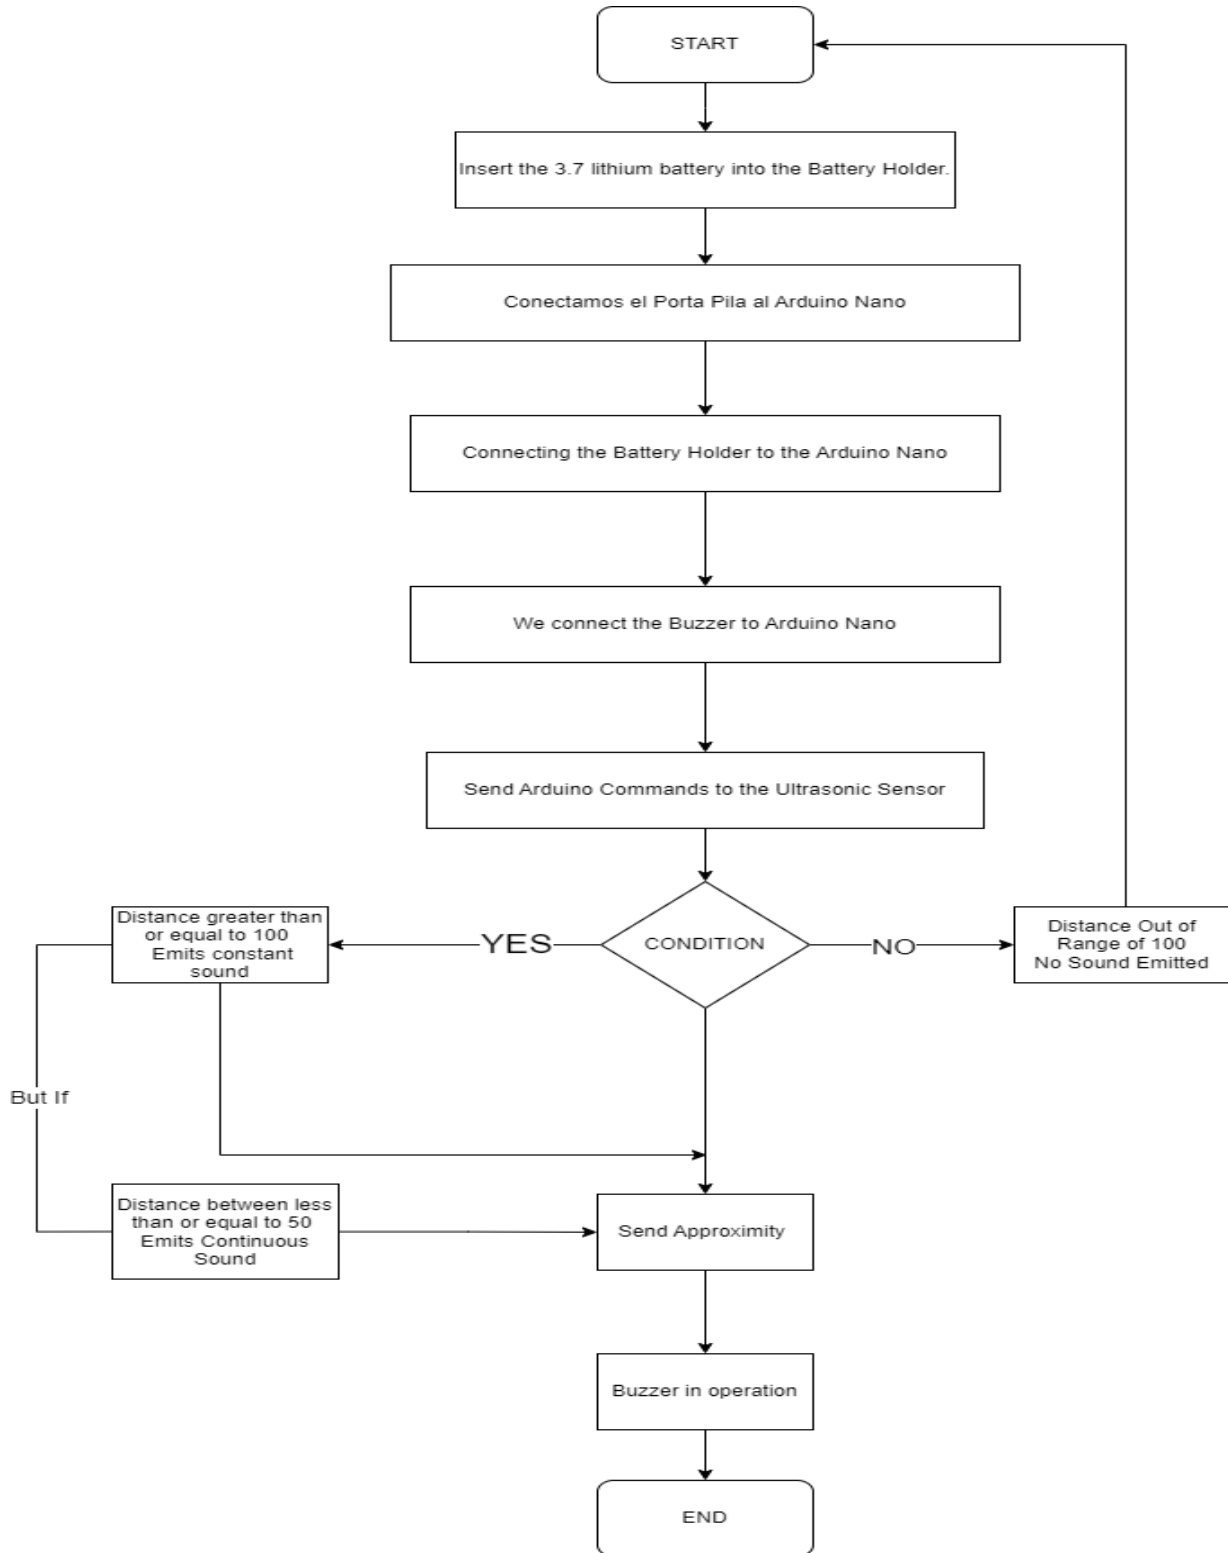 START
Insert the 3.7 lithium battery into the Battery Holder.
Conectamos el Porta Pila al Arduino Nano
Connecting the Battery Holder to the Arduino Nano
We connect the Buzzer to Arduino Nano
Send Arduino Commands to the Ultrasonic Sensor
Distance greater than
or equal to 100
Emits constant
sound
YES
CONDITION
NO
Distance Out of
Range of 100
No Sound Emitted
But If
Distance between less
than or equal to 50
Emits Continuous
Sound
Send Approximity
Buzzer in operation
END